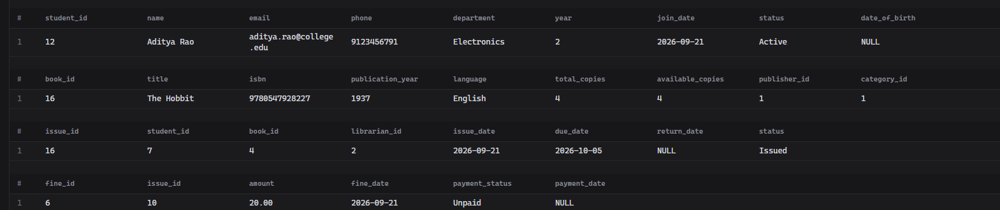 # student_id name email phone department year join_date status date_of_birth
1 12 Aditya Rao aditya.rao@college 9123456791 Electronics 2 2026-09-21 Active NULL
.edu
# book_id title isbn publication_year language total_copies available_copies publisher_id category_id
1 16 The Hobbit 9780547928227 1937 English 4 4 1 1
# issue_id student_id book_id librarian_id issue_date due_date return_date status
1 16 7 4 2 2026-09-21 2026-10-05 NULL Issued
# fine_id issue_id amount fine_date payment_status payment_date
1 6 10 20.00 2026-09-21 Unpaid NULL